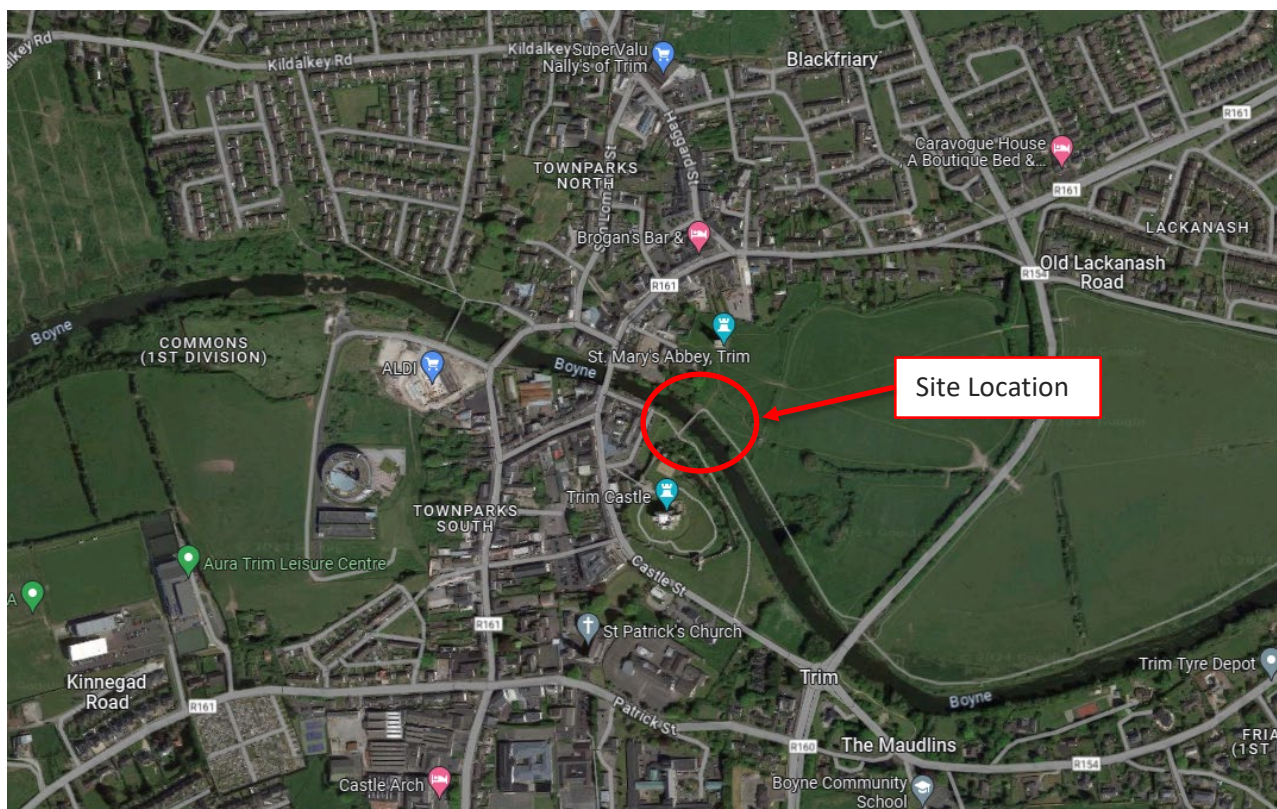 Kildalkey Rd
Kildalkey
SuperValu
Nally's of Trim
Blackfriary
Kildalkey Rd
Haggard St
R161
Caravogue House
A Boutique Bed &...
TOWNPARKS
NORTH
R161
Brogan's Bar &
LACKANASH
R161
R154
Old Lackanash
Road
Boyne
COMMONS
(1ST DIVISION)
ALDI
Boyne
St. Mary's Abbey, Trim
Site Location
Trim Castle
TOWNPARKS
SOUTH
Aura Trim Leisure Centre
A
Castle St
R161
St Patrick's Church
Trim Tyre Depot
Kinnegad
Road
R161
Trim
Boyne
Patrick St
R160
The Maudlins
FRIA
(1ST
R154
Castle Arch
Boyne Community
School